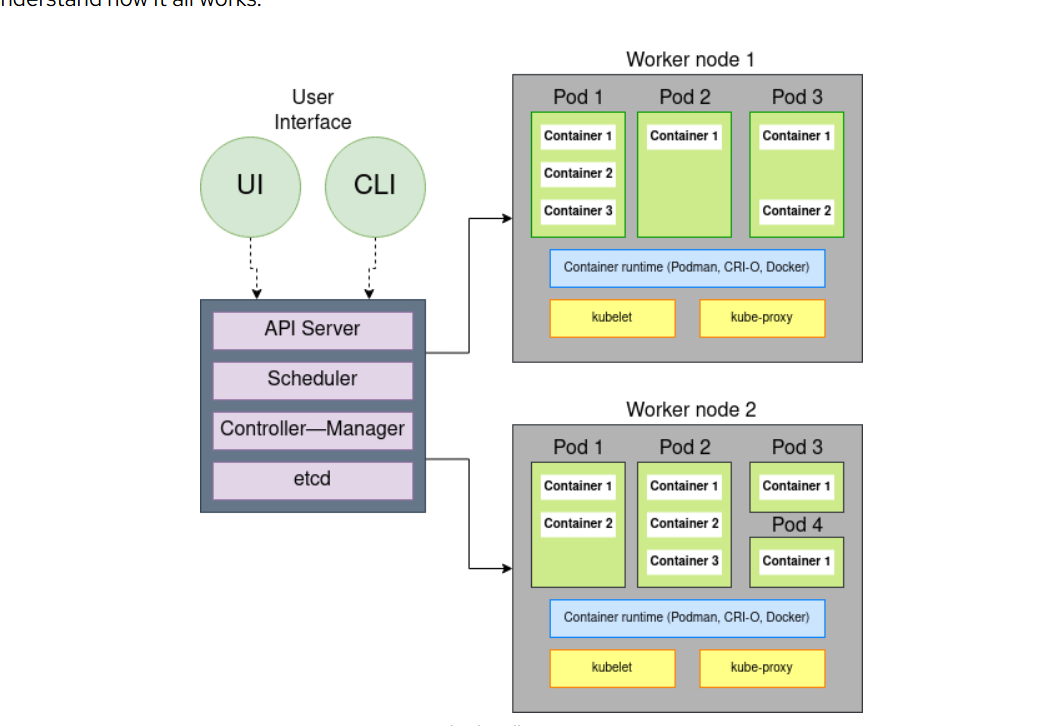 nderstand how it all works.
User
Interface
UI
CLI
API Server
Scheduler
Controller—Manager
etcd
Worker node 1
Pod 1
Container 1
Container 2
Container 3
Pod 2
Container 1
Pod 3
Container 1
Container 2
Container runtime (Podman, CRI-O, Docker)
kubelet
kube-proxy
Worker node 2
Pod 1
Container 1
Container 2
Pod 2
Container 1
Container 2
Container 3
Pod 3
Container 1
Pod 4
Container 1
Container runtime (Podman, CRI-O, Docker)
kubelet
kube-proxy